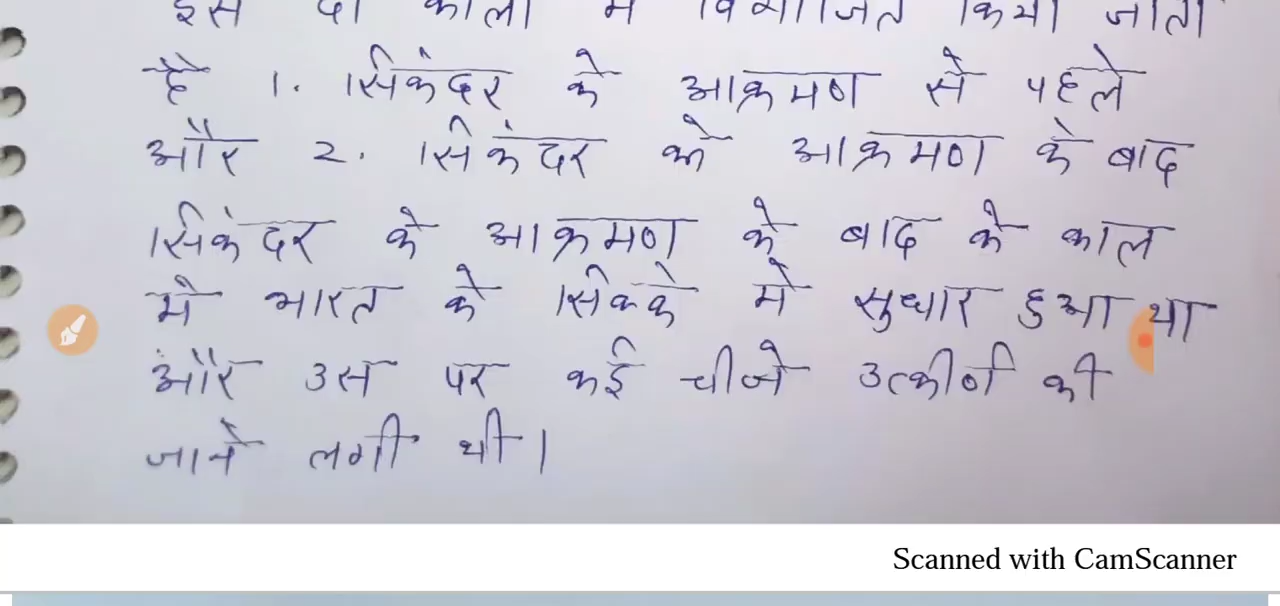 इसे दो कालों में विभाजित किया जाता
है 1. सिकंदर के आक्रमण से पहले
और 2. सिकंदर के आक्रमण के बाद
सिकंदर के आक्रमण के बाद के काल
मे भारत के सिक्के मे सुधार हुआ था
और उस पर कई चीजे उत्कीर्ण की
जाने लगी थी।
Scanned with CamScanner